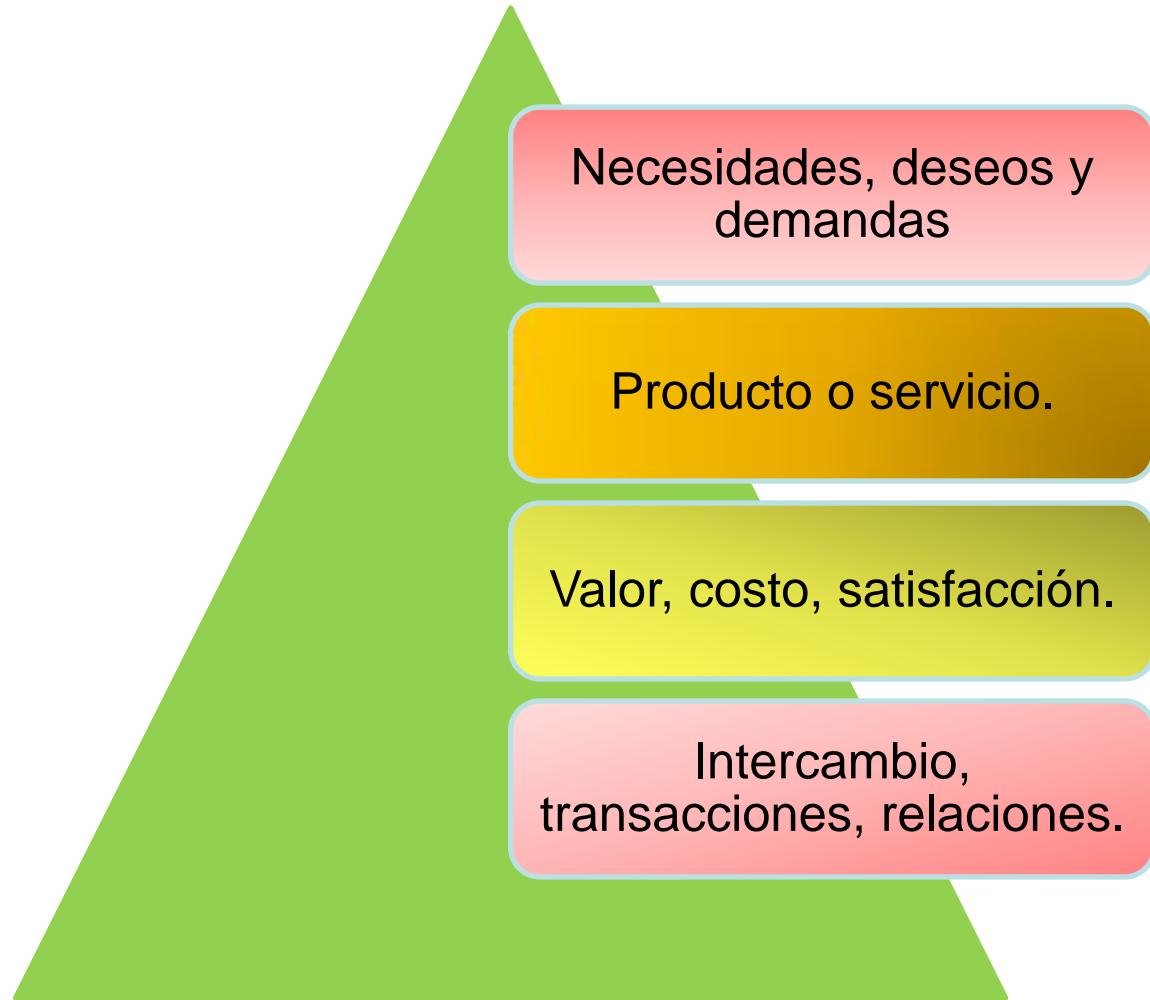 Necesidades, deseos y
demandas
Producto o servicio.
Valor, costo, satisfacción.
Intercambio,
transacciones, relaciones.